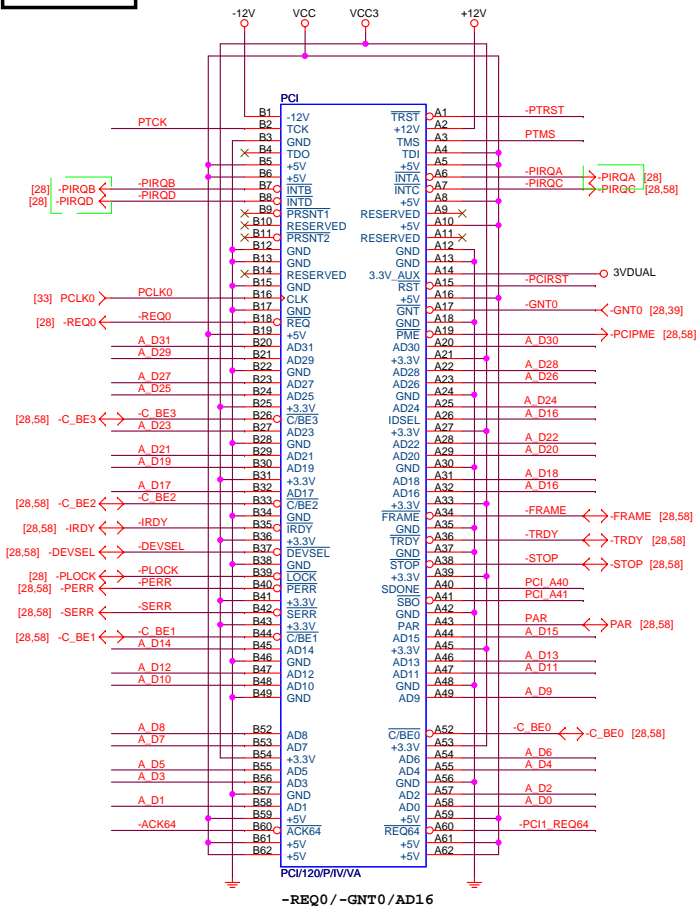 -12V VCC VCC3 +12V
PCI
B1 -12V TRST A1 -PTRST
PTCK B2 TCK +12V A2
B3 GND TMS A3 PTMS
B4 TDO TDI A4
B5 +5V +5V A5
B6 +5V INTA A6 -PIRQA -PIRQA [28]
[28] -PIRQB -PIRQB B7 INTB INTC A7 -PIRQC -PIRQC [28,58]
[28] -PIRQD -PIRQD B8 INTD +5V A8
B9 PRSNT1 RESERVED A9
B10 RESERVED +5V A10
B11 PRSNT2 RESERVED A11
B12 GND GND A12
B13 GND GND A13
B14 RESERVED 3.3V_AUX A14 3VDUAL
B15 GND RST A15 -PCIRST
[33] PCLK0 PCLK0 B16 CLK +5V A16
B17 GND GNT A17 -GNT0 -GNT0 [28,39]
[28] -REQ0 -REQ0 B18 REQ GND A18
B19 +5V PME A19 -PCIPME [28,58]
A_D31 B20 AD31 AD30 A20 A_D30
A_D29 B21 AD29 +3.3V A21
B22 GND AD28 A22 A_D28
A_D27 B23 AD27 AD26 A23 A_D26
A_D25 B24 AD25 GND A24
B25 +3.3V AD24 A25 A_D24
[28,58] -C_BE3 -C_BE3 B26 C/BE3 IDSEL A26 A_D16
A_D23 B27 AD23 +3.3V A27
B28 GND AD22 A28 A_D22
A_D21 B29 AD21 AD20 A29 A_D20
A_D19 B30 AD19 GND A30
B31 +3.3V AD18 A31 A_D18
A_D17 B32 AD17 AD16 A32 A_D16
[28,58] -C_BE2 -C_BE2 B33 C/BE2 +3.3V A33
B34 GND FRAME A34 -FRAME -FRAME [28,58]
[28,58] -IRDY -IRDY B35 IRDY GND A35
B36 +3.3V TRDY A36 -TRDY -TRDY [28,58]
[28,58] -DEVSEL -DEVSEL B37 DEVSEL GND A37
B38 GND STOP A38 -STOP -STOP [28,58]
[28] -PLOCK -PLOCK B39 LOCK +3.3V A39
[28,58] -PERR -PERR B40 PERR SDONE A40 PCI_A40
B41 +3.3V SBO A41 PCI_A41
[28,58] -SERR -SERR B42 SERR GND A42
B43 +3.3V PAR A43 PAR PAR [28,58]
[28,58] -C_BE1 -C_BE1 B44 C/BE1 AD15 A44 A_D15
A_D14 B45 AD14 +3.3V A45
B46 GND AD13 A46 A_D13
A_D12 B47 AD12 AD11 A47 A_D11
A_D10 B48 AD10 GND A48
B49 GND AD9 A49 A_D9
A_D8 B52 AD8 C/BE0 A52 -C_BE0 -C_BE0 [28,58]
A_D7 B53 AD7 +3.3V A53
B54 +3.3V AD6 A54 A_D6
A_D5 B55 AD5 AD4 A55 A_D4
A_D3 B56 AD3 GND A56
B57 GND AD2 A57 A_D2
A_D1 B58 AD1 AD0 A58 A_D0
B59 +5V +5V A59
-ACK64 B60 ACK64 REQ64 A60 -PCI1_REQ64
B61 +5V +5V A61
B62 +5V +5V A62
PCI/120/P/IV/VA
-REQ0/-GNT0/AD16